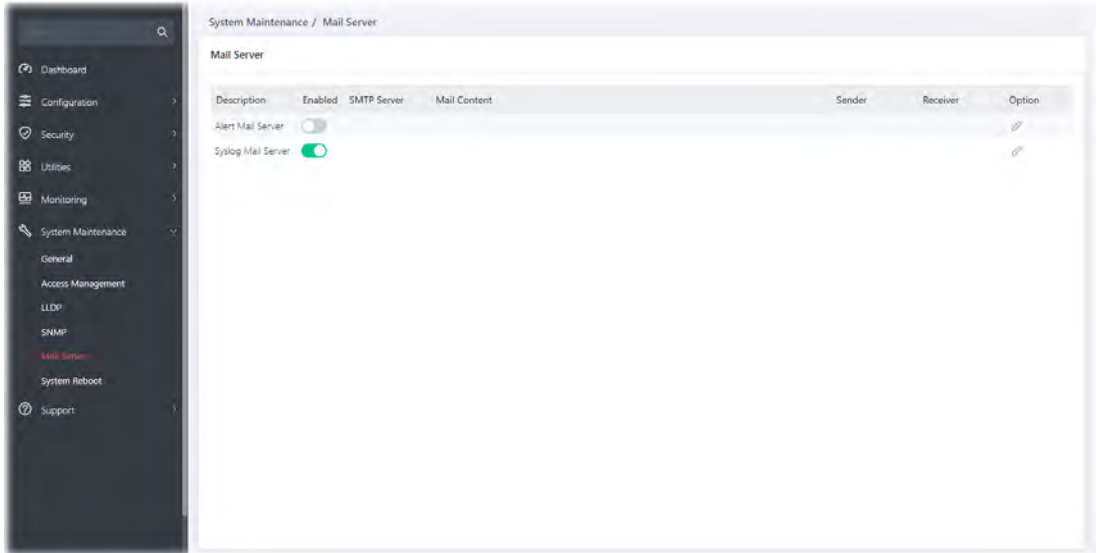 System Maintenance / Mail Server
Mail Server
Dashboard
Configuration
Security
Utilities
Monitoring
System Maintenance
General
Access Management
LLDP
SNMP
Mail Server
System Reboot
Support
Description Enabled SMTP Server Mail Content Sender Receiver Option
Alert Mail Server
Syslog Mail Server